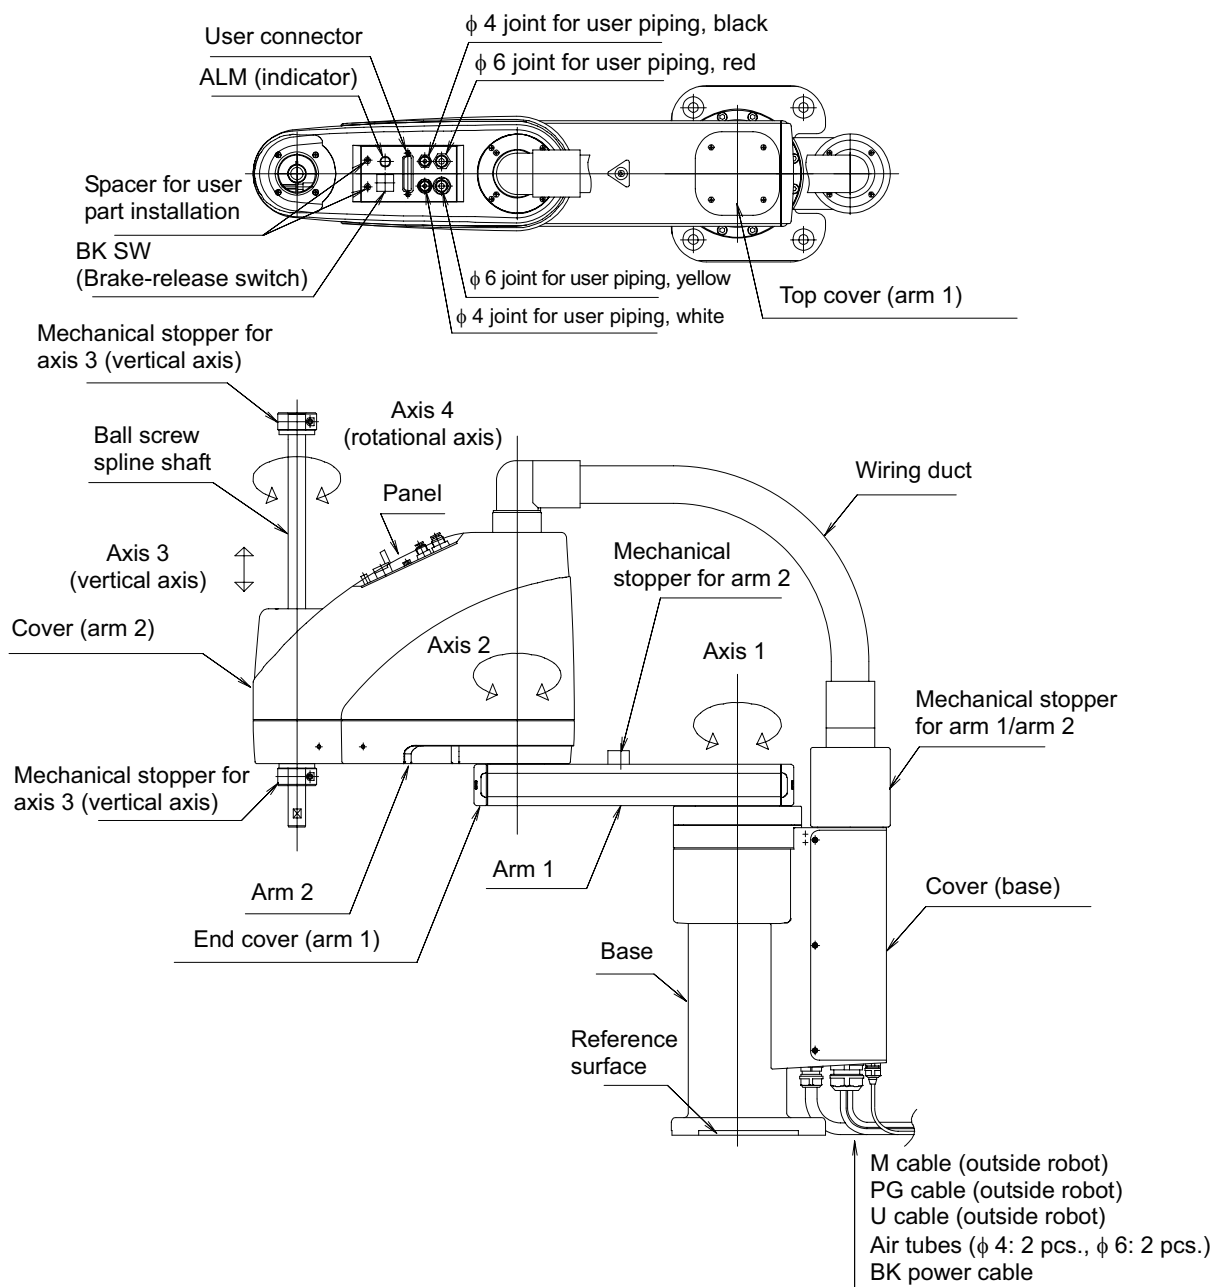 User connector
ALM (indicator)
ϕ 4 joint for user piping, black
ϕ 6 joint for user piping, red
Spacer for user
part installation
BK SW
(Brake-release switch)
ϕ 6 joint for user piping, yellow
ϕ 4 joint for user piping, white
Top cover (arm 1)
Mechanical stopper for
axis 3 (vertical axis)
Axis 4
(rotational axis)
Ball screw
spline shaft
Panel
Wiring duct
Axis 3
(vertical axis)
Mechanical
stopper for arm 2
Cover (arm 2)
Axis 2
Axis 1
Mechanical stopper
for arm 1/arm 2
Mechanical stopper for
axis 3 (vertical axis)
Arm 1
Arm 2
Cover (base)
End cover (arm 1)
Base
Reference
surface
M cable (outside robot)
PG cable (outside robot)
U cable (outside robot)
Air tubes (ϕ 4: 2 pcs., ϕ 6: 2 pcs.)
BK power cable